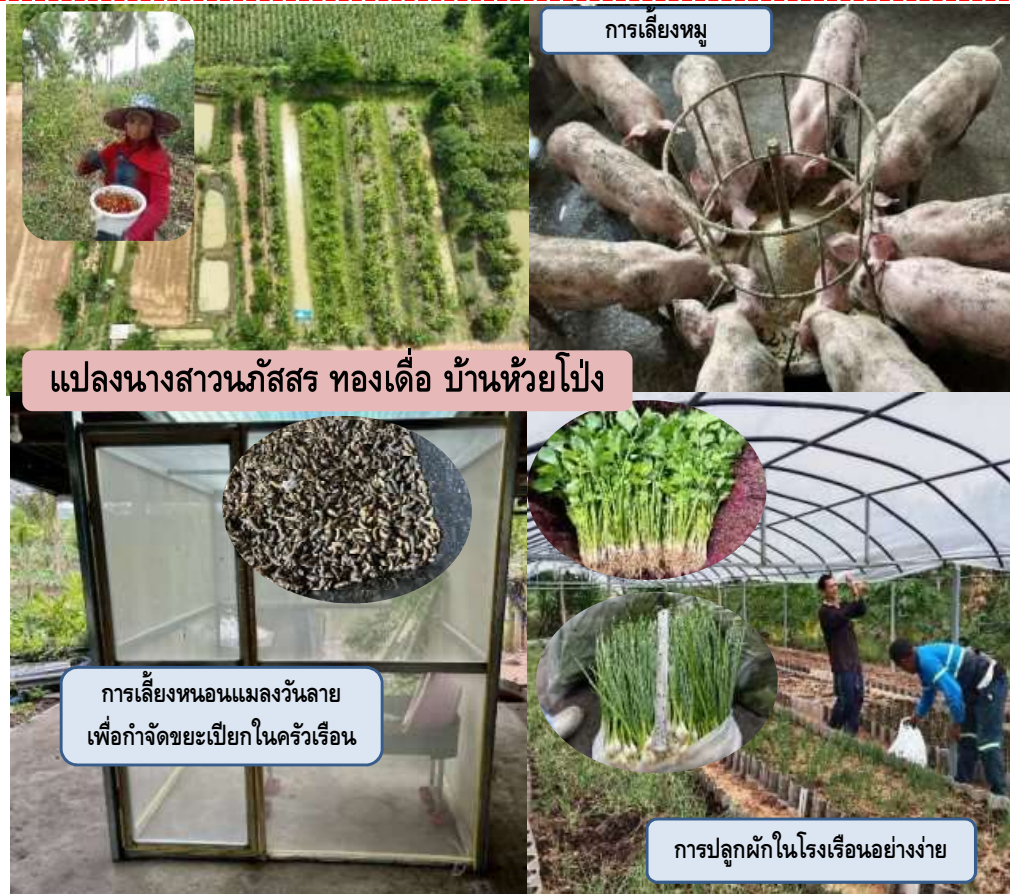 การเลี้ยงหมู
แปลงนางสาวนภัสสร ทองเดื่อ บ้านห้วยโป่ง
การเลี้ยงหนอนแมลงวันลาย
เพื่อกำจัดขยะเปียกในครัวเรือน
การปลูกผักในโรงเรือนอย่างง่าย